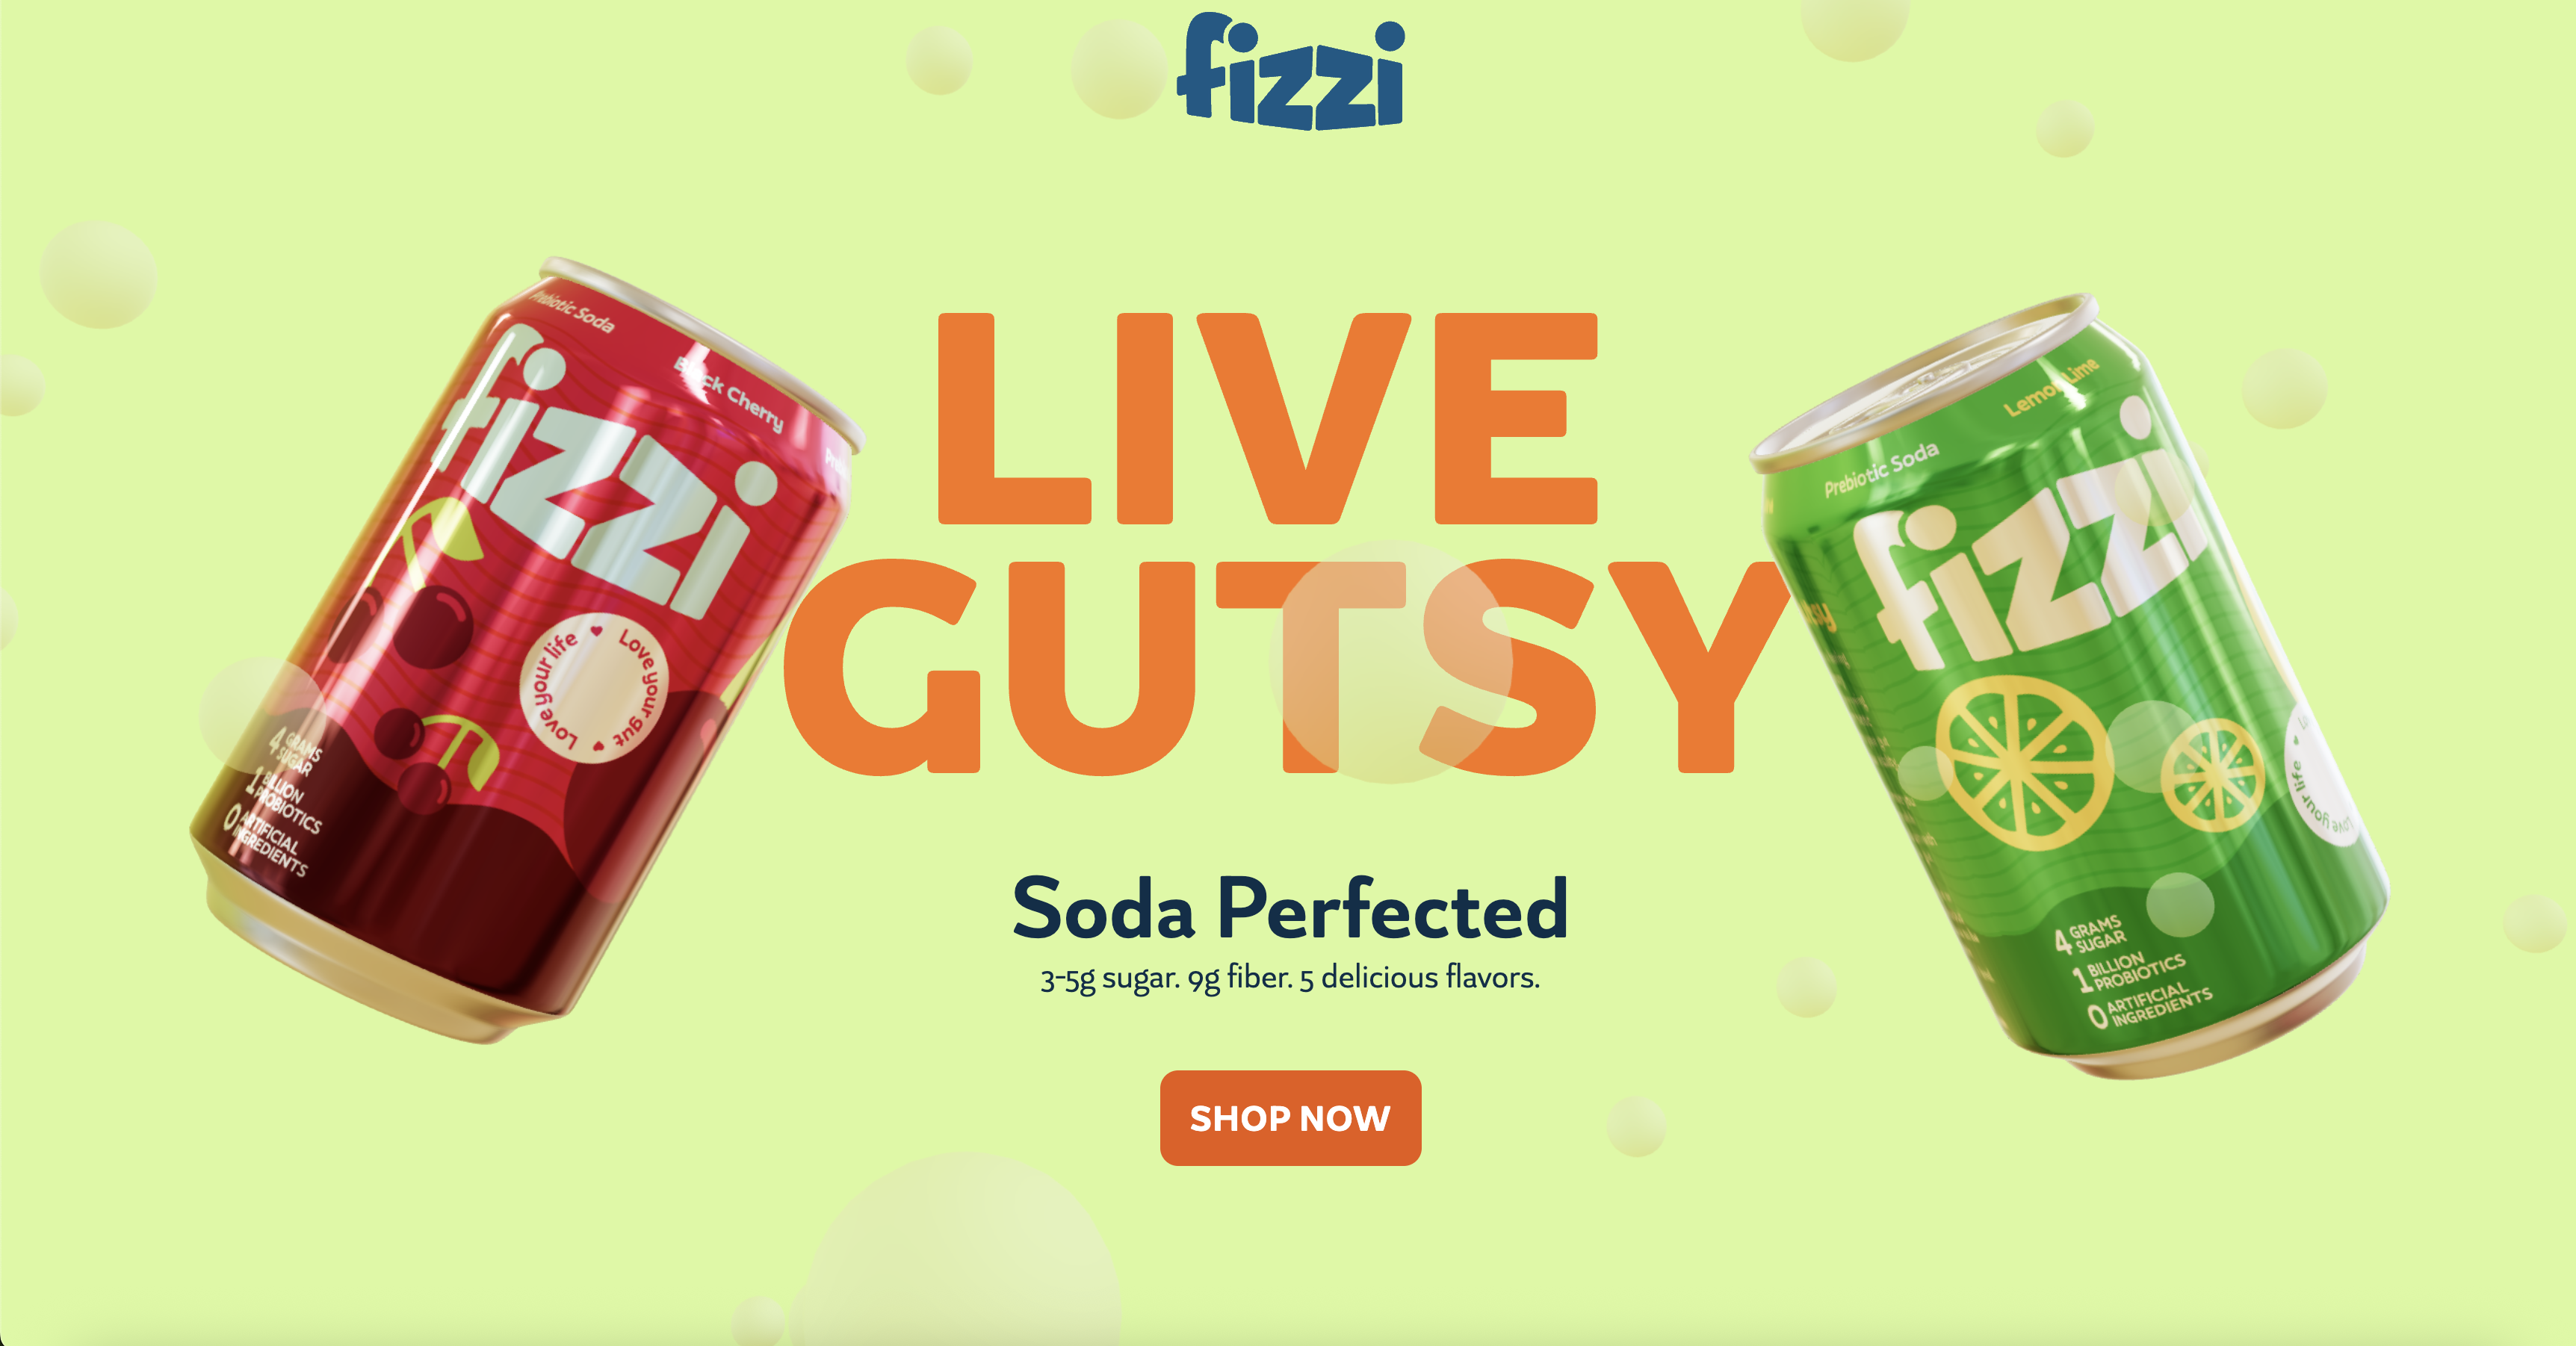 fizzi
LIVE
GUTSY
Soda Perfected
3-5g sugar. 9g fiber. 5 delicious flavors.
SHOP NOW
Prebiotic Soda
Black Cherry
fizzi
Love your life ♥ Love your gut ♥
4 GRAMS
SUGAR
1 BILLION
PROBIOTICS
0 ARTIFICIAL
INGREDIENTS
Prebiotic Soda
Lemon Lime
fizzi
Love your life
4 GRAMS
SUGAR
1 BILLION
PROBIOTICS
0 ARTIFICIAL
INGREDIENTS